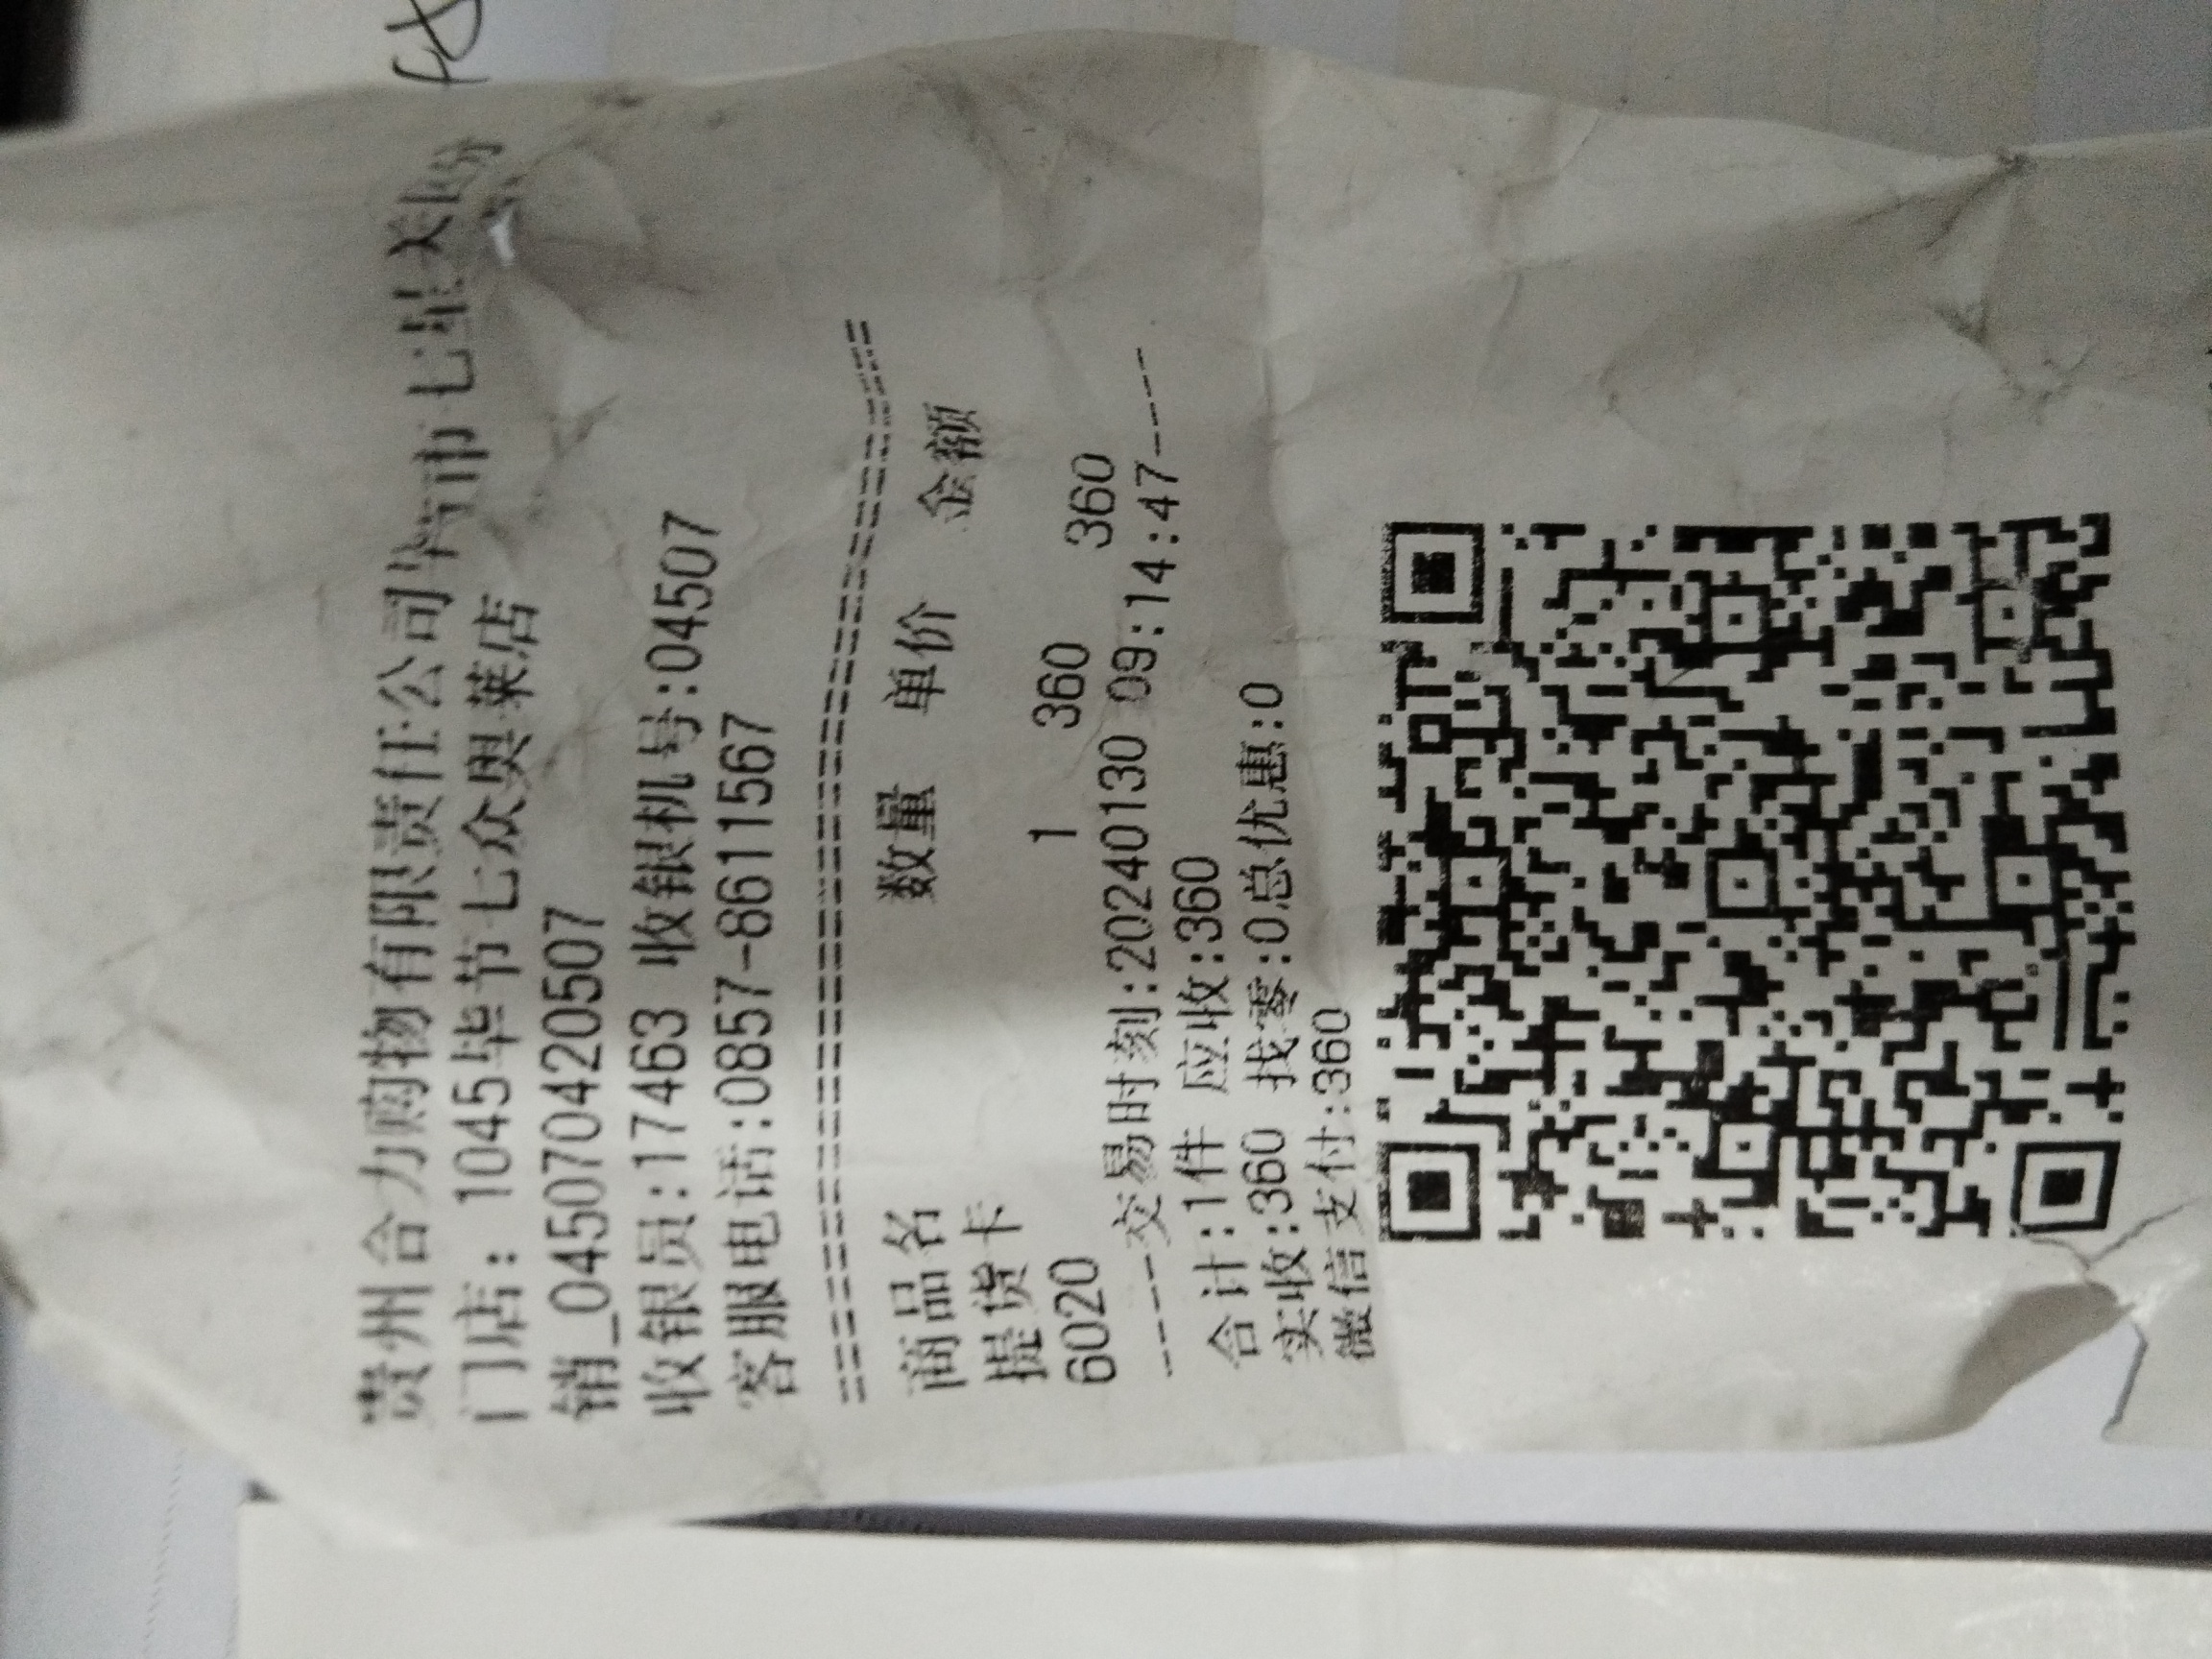 贵州合力购物有限责任公司毕节市七星关区分
门店：1045毕节七众奥莱店
销_045070420507
收银员:17463 收银机号:04507
客服电话:0857-8611567
================================
商品名 数量 单价 金额
提货卡
6020 1 360 360
-----交易时刻:20240130 09:14:47-----
合计:1件 应收:360
实收:360 找零:0总优惠:0
微信支付:360